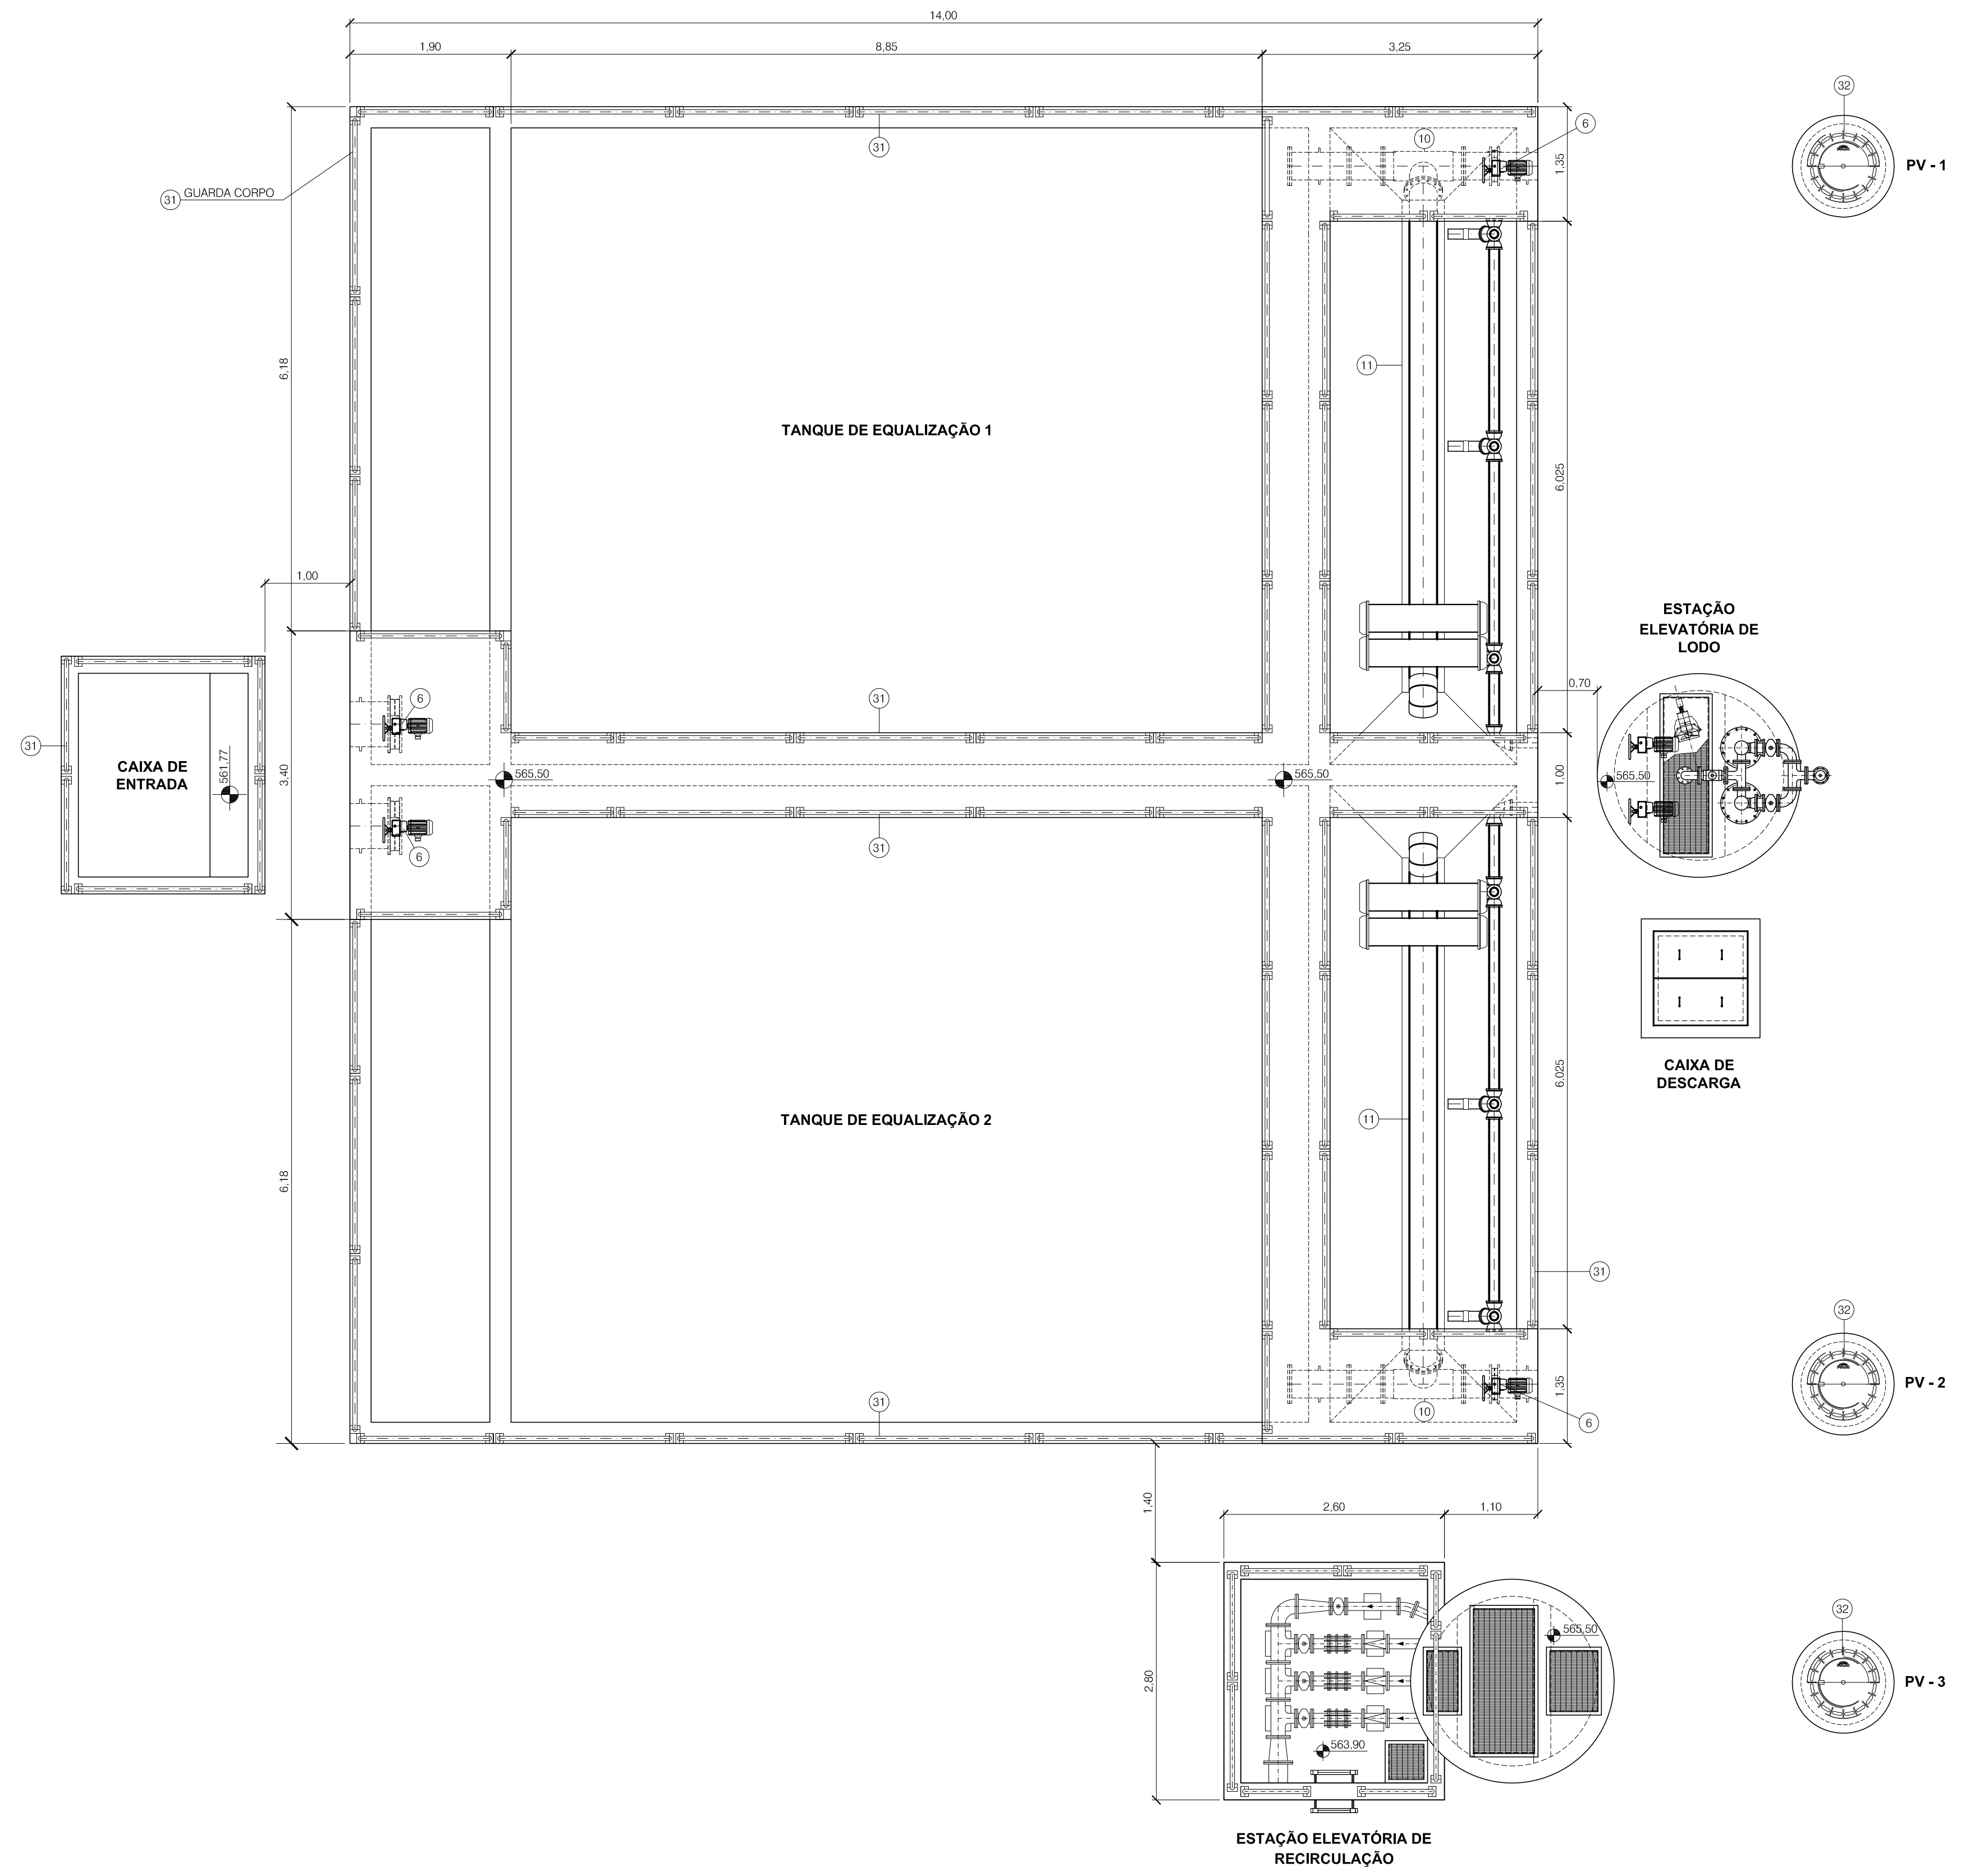 14,00
1,90
8,85
3,25
32
6
10
31
1,35
PV - 1
31
GUARDA CORPO
6,18
11
TANQUE DE EQUALIZAÇÃO 1
6,025
1,00
ESTAÇÃO
ELEVATÓRIA DE
LODO
0,70
6
31
31
561,77
CAIXA DE
ENTRADA
3,40
565,50
565,50
1,00
565,50
6
31
CAIXA DE
DESCARGA
6,025
11
TANQUE DE EQUALIZAÇÃO 2
6,18
31
32
PV - 2
1,35
31
10
6
1,40
2,60
1,10
32
565,50
PV - 3
2,80
563,90
ESTAÇÃO ELEVATÓRIA DE
RECIRCULAÇÃO